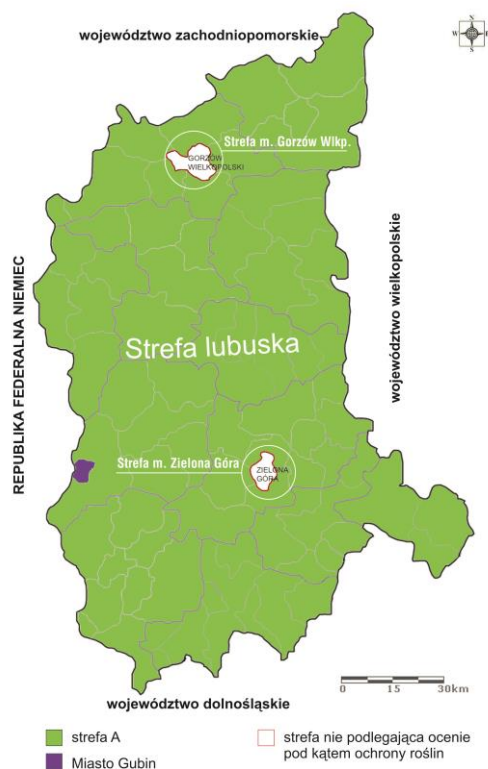 województwo zachodniopomorskie
N
W E
S
Strefa m. Gorzów Wlkp.
GORZÓW
WIELKOPOLSKI
REPUBLIKA FEDERALNA NIEMIEC
województwo wielkopolskie
Strefa lubuska
Strefa m. Zielona Góra
ZIELONA
GÓRA
województwo dolnośląskie
0 15 30km
strefa A
Miasto Gubin
strefa nie podlegająca ocenie
pod kątem ochrony roślin